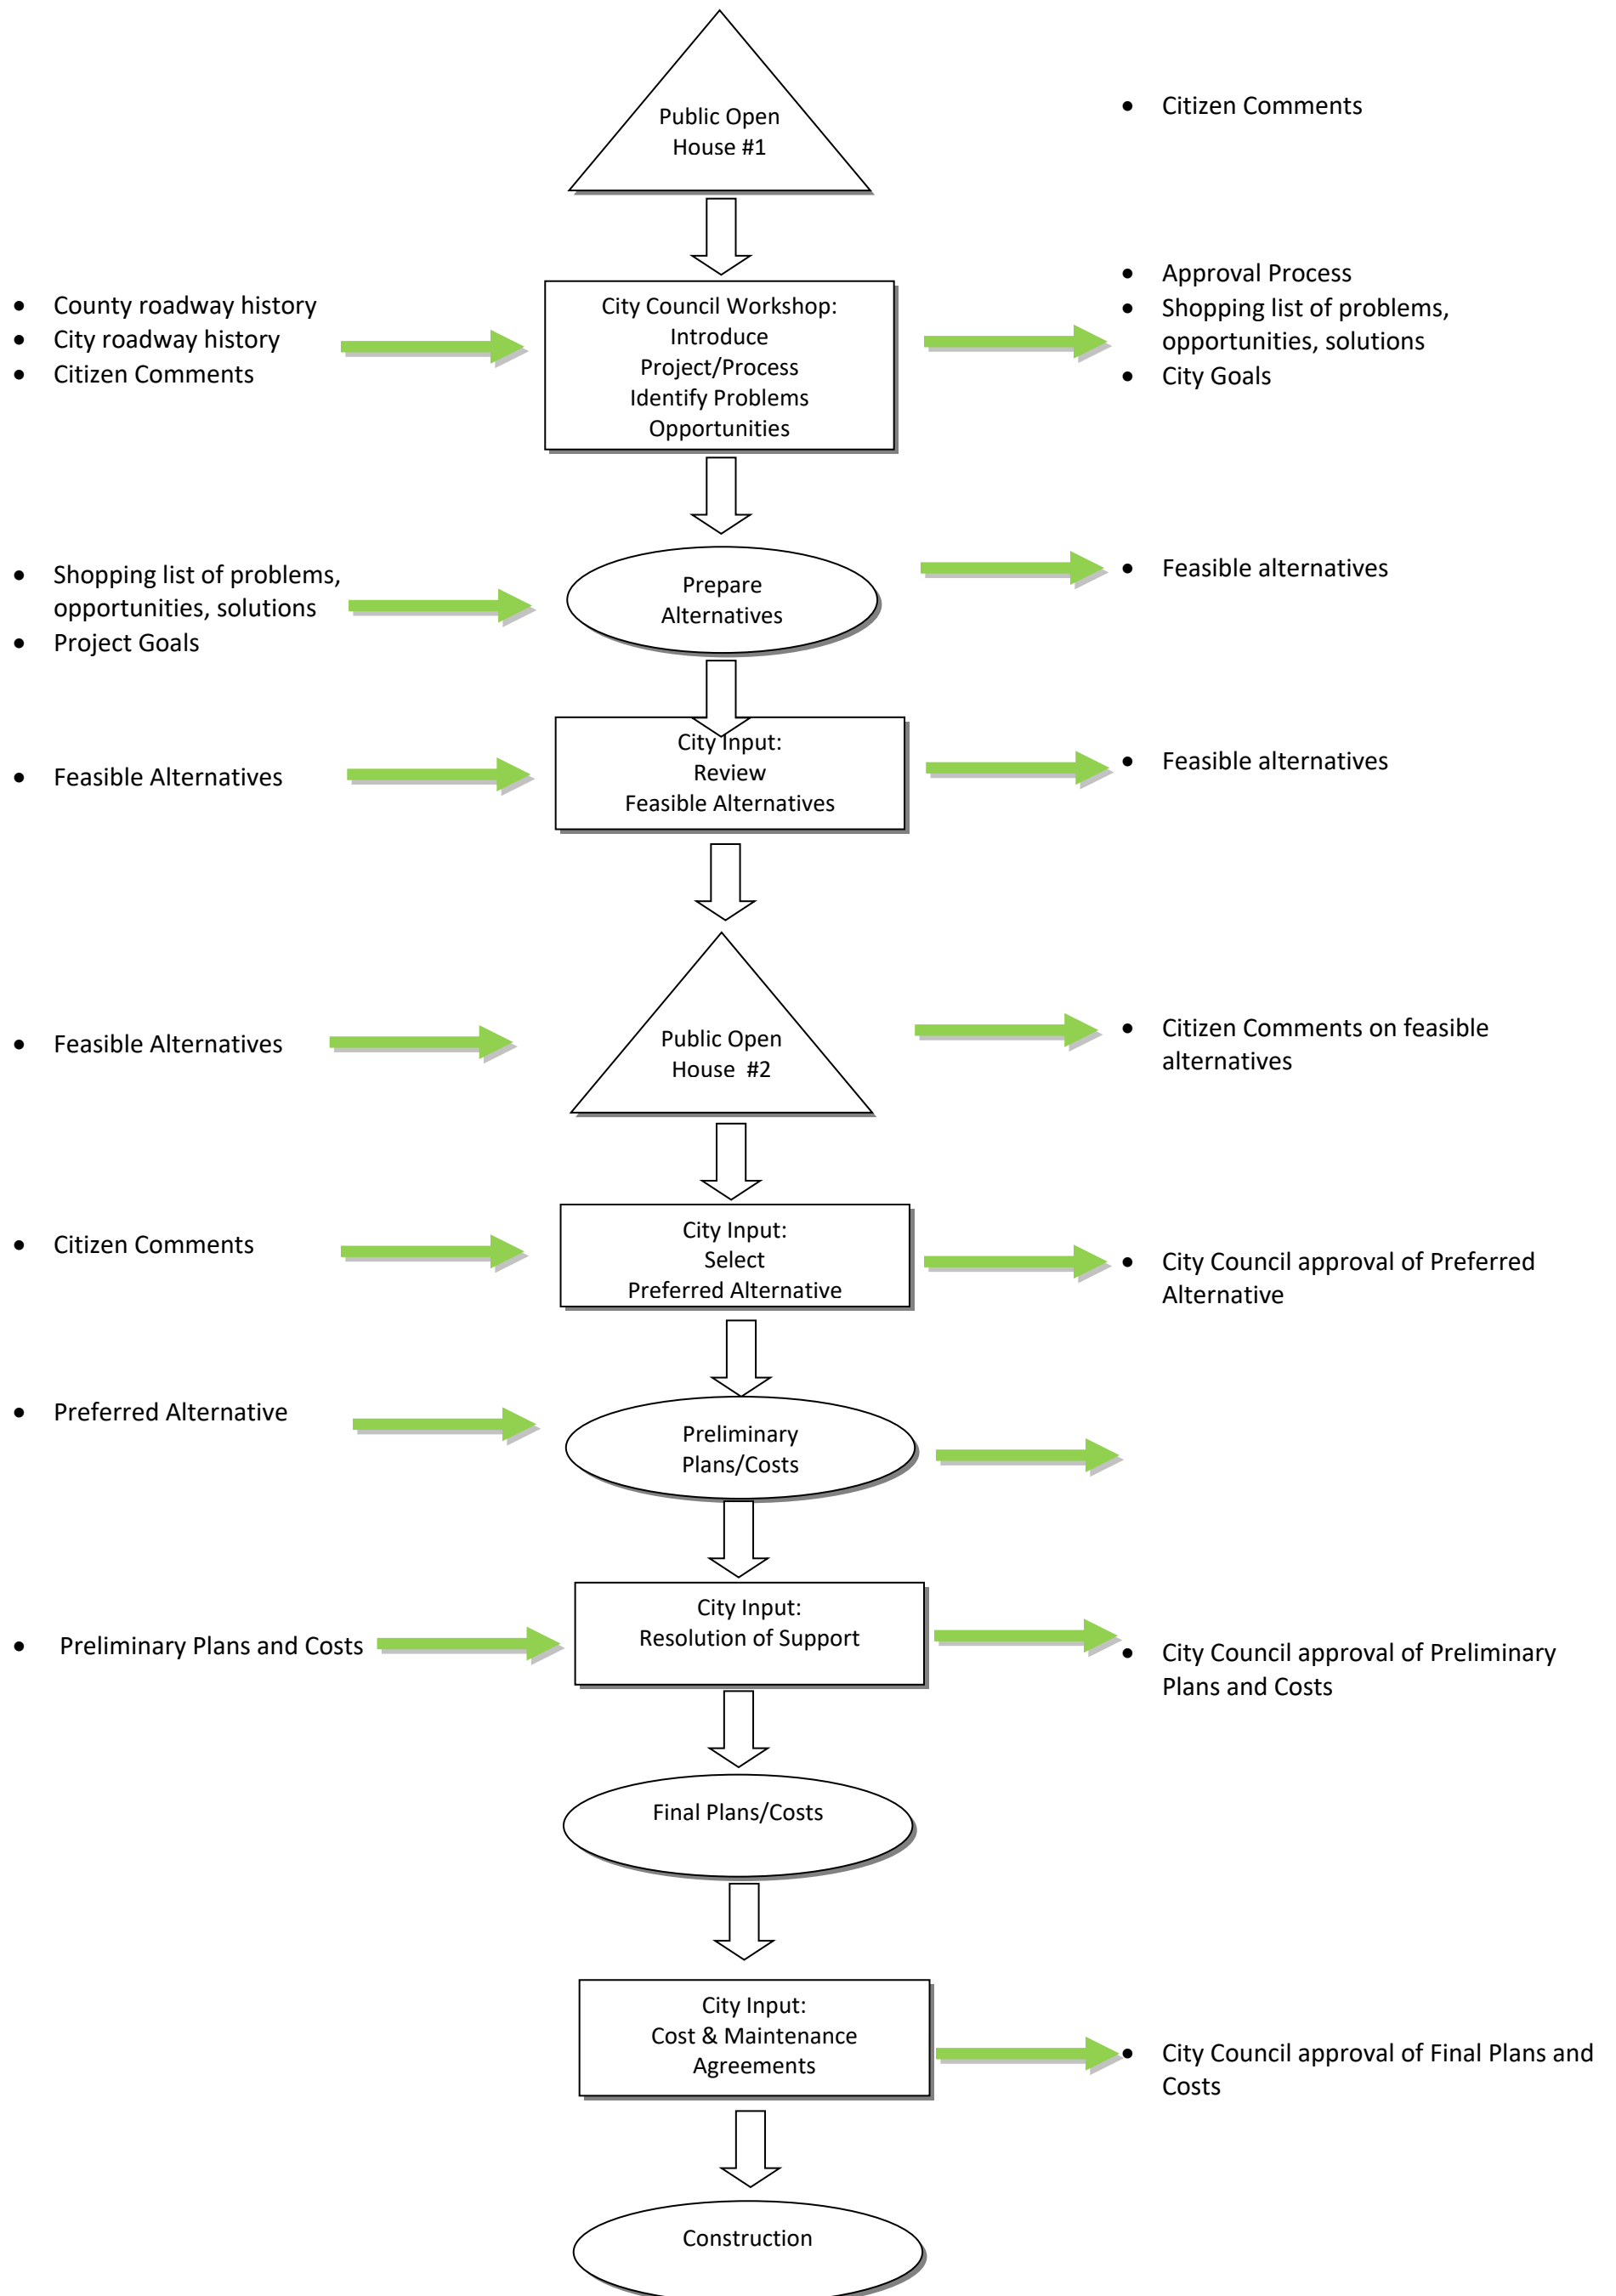 Public Open
House #1
• Citizen Comments
• County roadway history
• City roadway history
• Citizen Comments
City Council Workshop:
Introduce
Project/Process
Identify Problems
Opportunities
• Approval Process
• Shopping list of problems,
opportunities, solutions
• City Goals
• Shopping list of problems,
opportunities, solutions
• Project Goals
Prepare
Alternatives
• Feasible alternatives
• Feasible Alternatives
City Input:
Review
Feasible Alternatives
• Feasible alternatives
• Feasible Alternatives
Public Open
House #2
• Citizen Comments on feasible
alternatives
• Citizen Comments
City Input:
Select
Preferred Alternative
• City Council approval of Preferred
Alternative
• Preferred Alternative
Preliminary
Plans/Costs
• Preliminary Plans and Costs
City Input:
Resolution of Support
• City Council approval of Preliminary
Plans and Costs
Final Plans/Costs
City Input:
Cost & Maintenance
Agreements
• City Council approval of Final Plans and
Costs
Construction